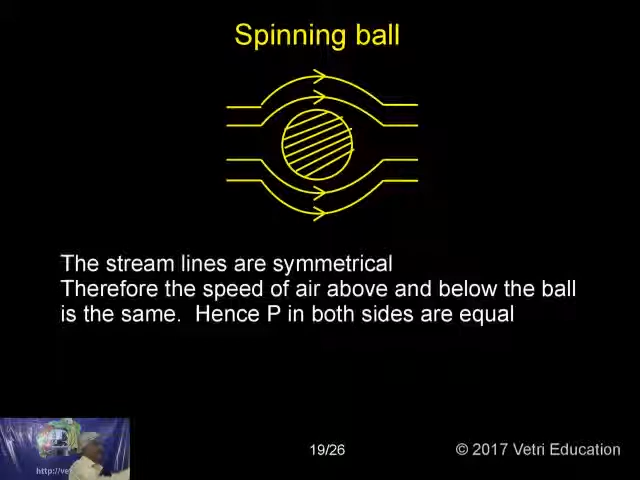 Spinning ball
The stream lines are symmetrical
Therefore the speed of air above and below the ball
is the same.  Hence P in both sides are equal
19/26
© 2017 Vetri Education